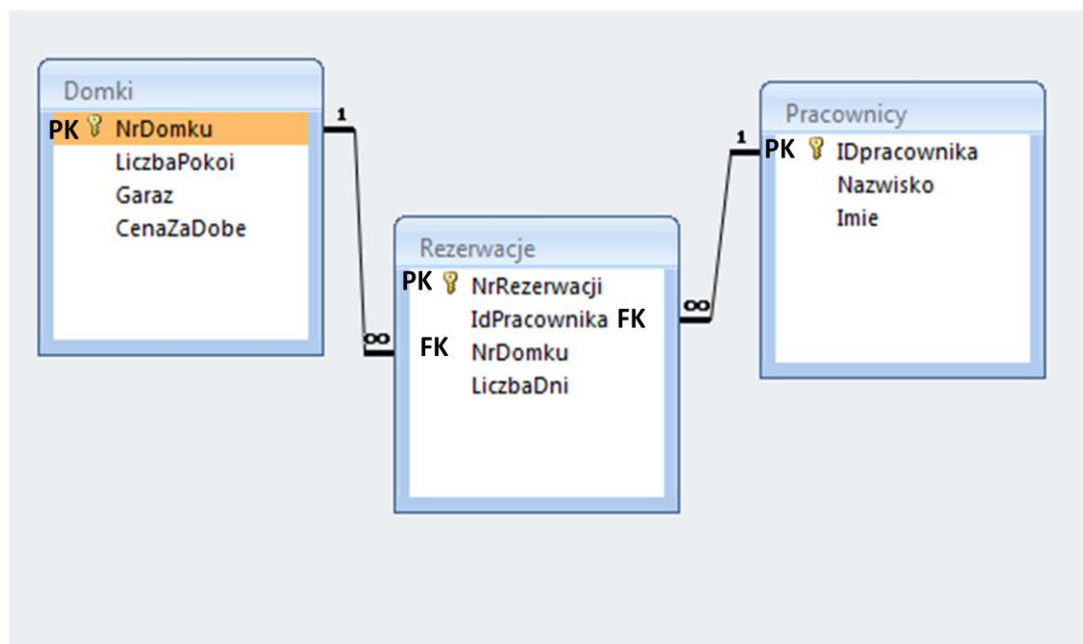 Domki
PK NrDomku
LiczbaPokoi
Garaz
CenaZaDobe
1
∞
Rezerwacje
PK NrRezerwacji
IdPracownika FK
FK NrDomku
LiczbaDni
∞
1
Pracownicy
PK IDpracownika
Nazwisko
Imie